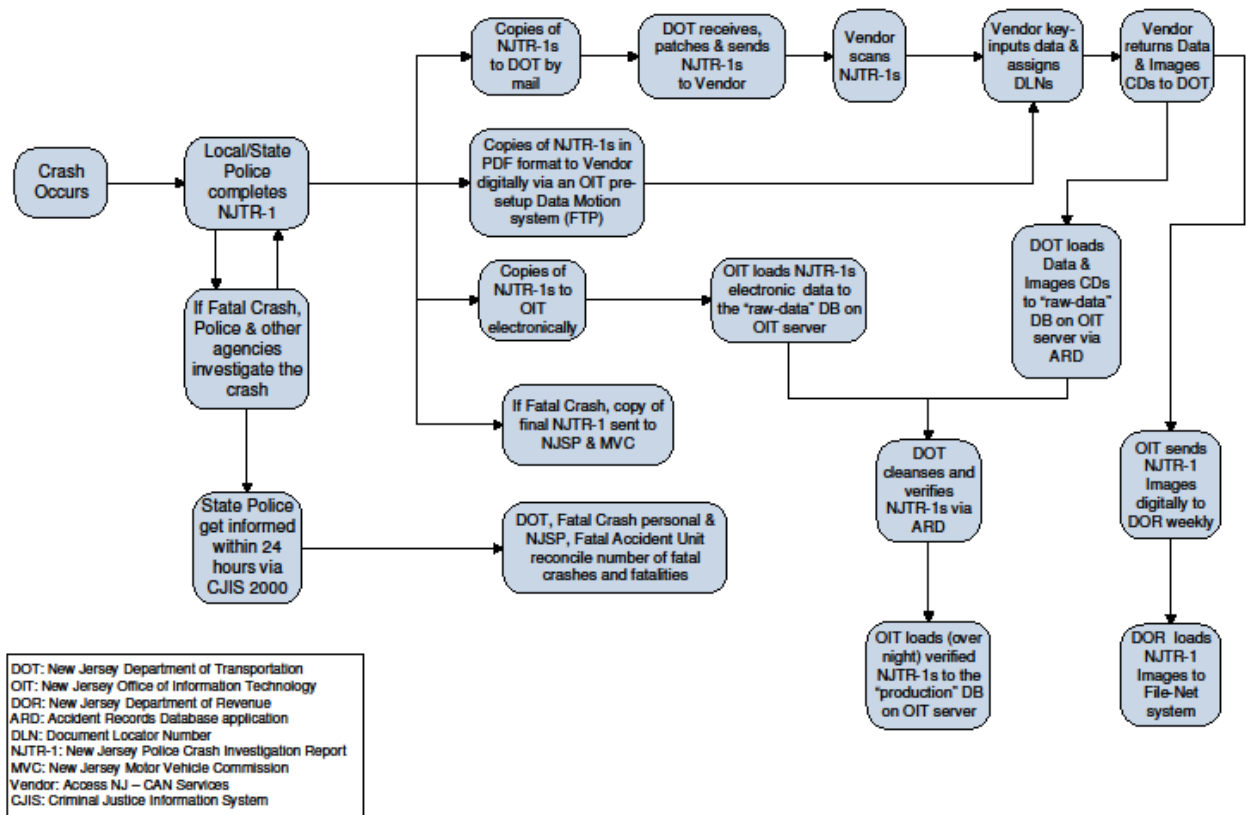 Copies of
NJTR-1s
to DOT by
mail
DOT receives,
patches & sends
NJTR-1s
to Vendor
Vendor
scans
NJTR-1s
Vendor key-
inputs data &
assigns
DLNs
Vendor
returns Data
& Images
CDs to DOT
Crash
Occurs
Local/State
Police
completes
NJTR-1
Copies of NJTR-1s in
PDF format to Vendor
digitally via an OIT pre-
setup Data Motion
system (FTP)
If Fatal Crash,
Police & other
agencies
investigate the
crash
Copies of
NJTR-1s to
OIT
electronically
OIT loads NJTR-1s
electronic data to
the “raw-data” DB on
OIT server
DOT loads
Data &
Images CDs
to “raw-data”
DB on OIT
server via
ARD
If Fatal Crash, copy of
final NJTR-1 sent to
NJSP & MVC
DOT
cleanses and
verifies
NJTR-1s via
ARD
OIT sends
NJTR-1
Images
digitally to
DOR weekly
State Police
get informed
within 24
hours via
CJIS 2000
DOT, Fatal Crash personal &
NJSP, Fatal Accident Unit
reconcile number of fatal
crashes and fatalities
OIT loads (over
night) verified
NJTR-1s to the
“production” DB
on OIT server
DOR loads
NJTR-1
Images to
File-Net
system
DOT: New Jersey Department of Transportation
OIT: New Jersey Office of Information Technology
DOR: New Jersey Department of Revenue
ARD: Accident Records Database application
DLN: Document Locator Number
NJTR-1: New Jersey Police Crash Investigation Report
MVC: New Jersey Motor Vehicle Commission
Vendor: Access NJ – CAN Services
CJIS: Criminal Justice Information System